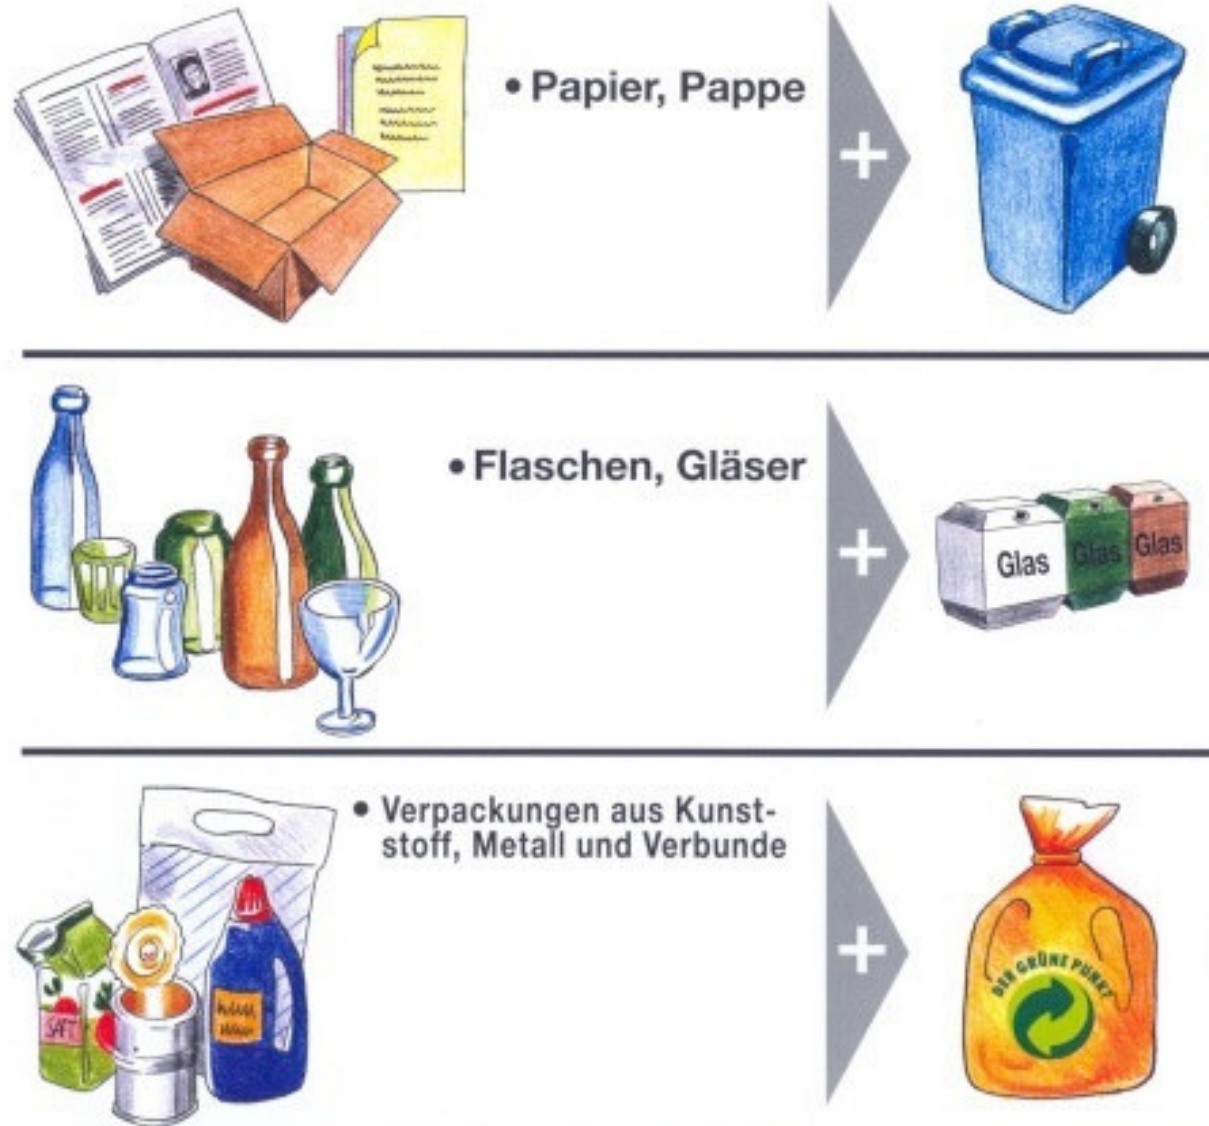 • Papier, Pappe
+
• Flaschen, Gläser
+
Glas
Glas
Glas
• Verpackungen aus Kunst-
stoff, Metall und Verbunde
+
SAFT
DER GRÜNE PUNKT